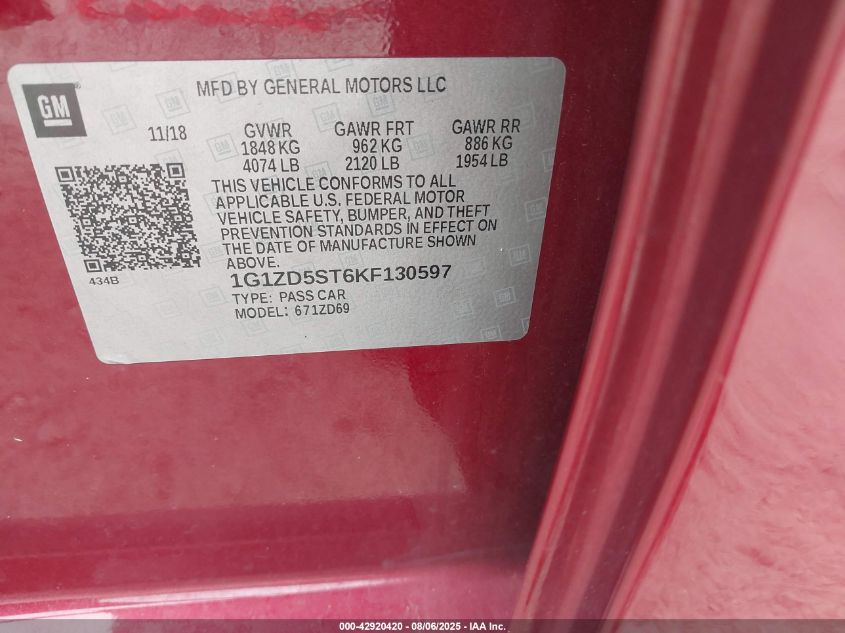 GM
MFD BY GENERAL MOTORS LLC
11/18 GVWR GAWR FRT GAWR RR
1848 KG 962 KG 886 KG
4074 LB 2120 LB 1954 LB
THIS VEHICLE CONFORMS TO ALL
APPLICABLE U.S. FEDERAL MOTOR
VEHICLE SAFETY, BUMPER, AND THEFT
PREVENTION STANDARDS IN EFFECT ON
THE DATE OF MANUFACTURE SHOWN
ABOVE.
434B
1G1ZD5ST6KF130597
TYPE: PASS CAR
MODEL: 671ZD69
000-42920420 - 08/06/2025 - IAA Inc.